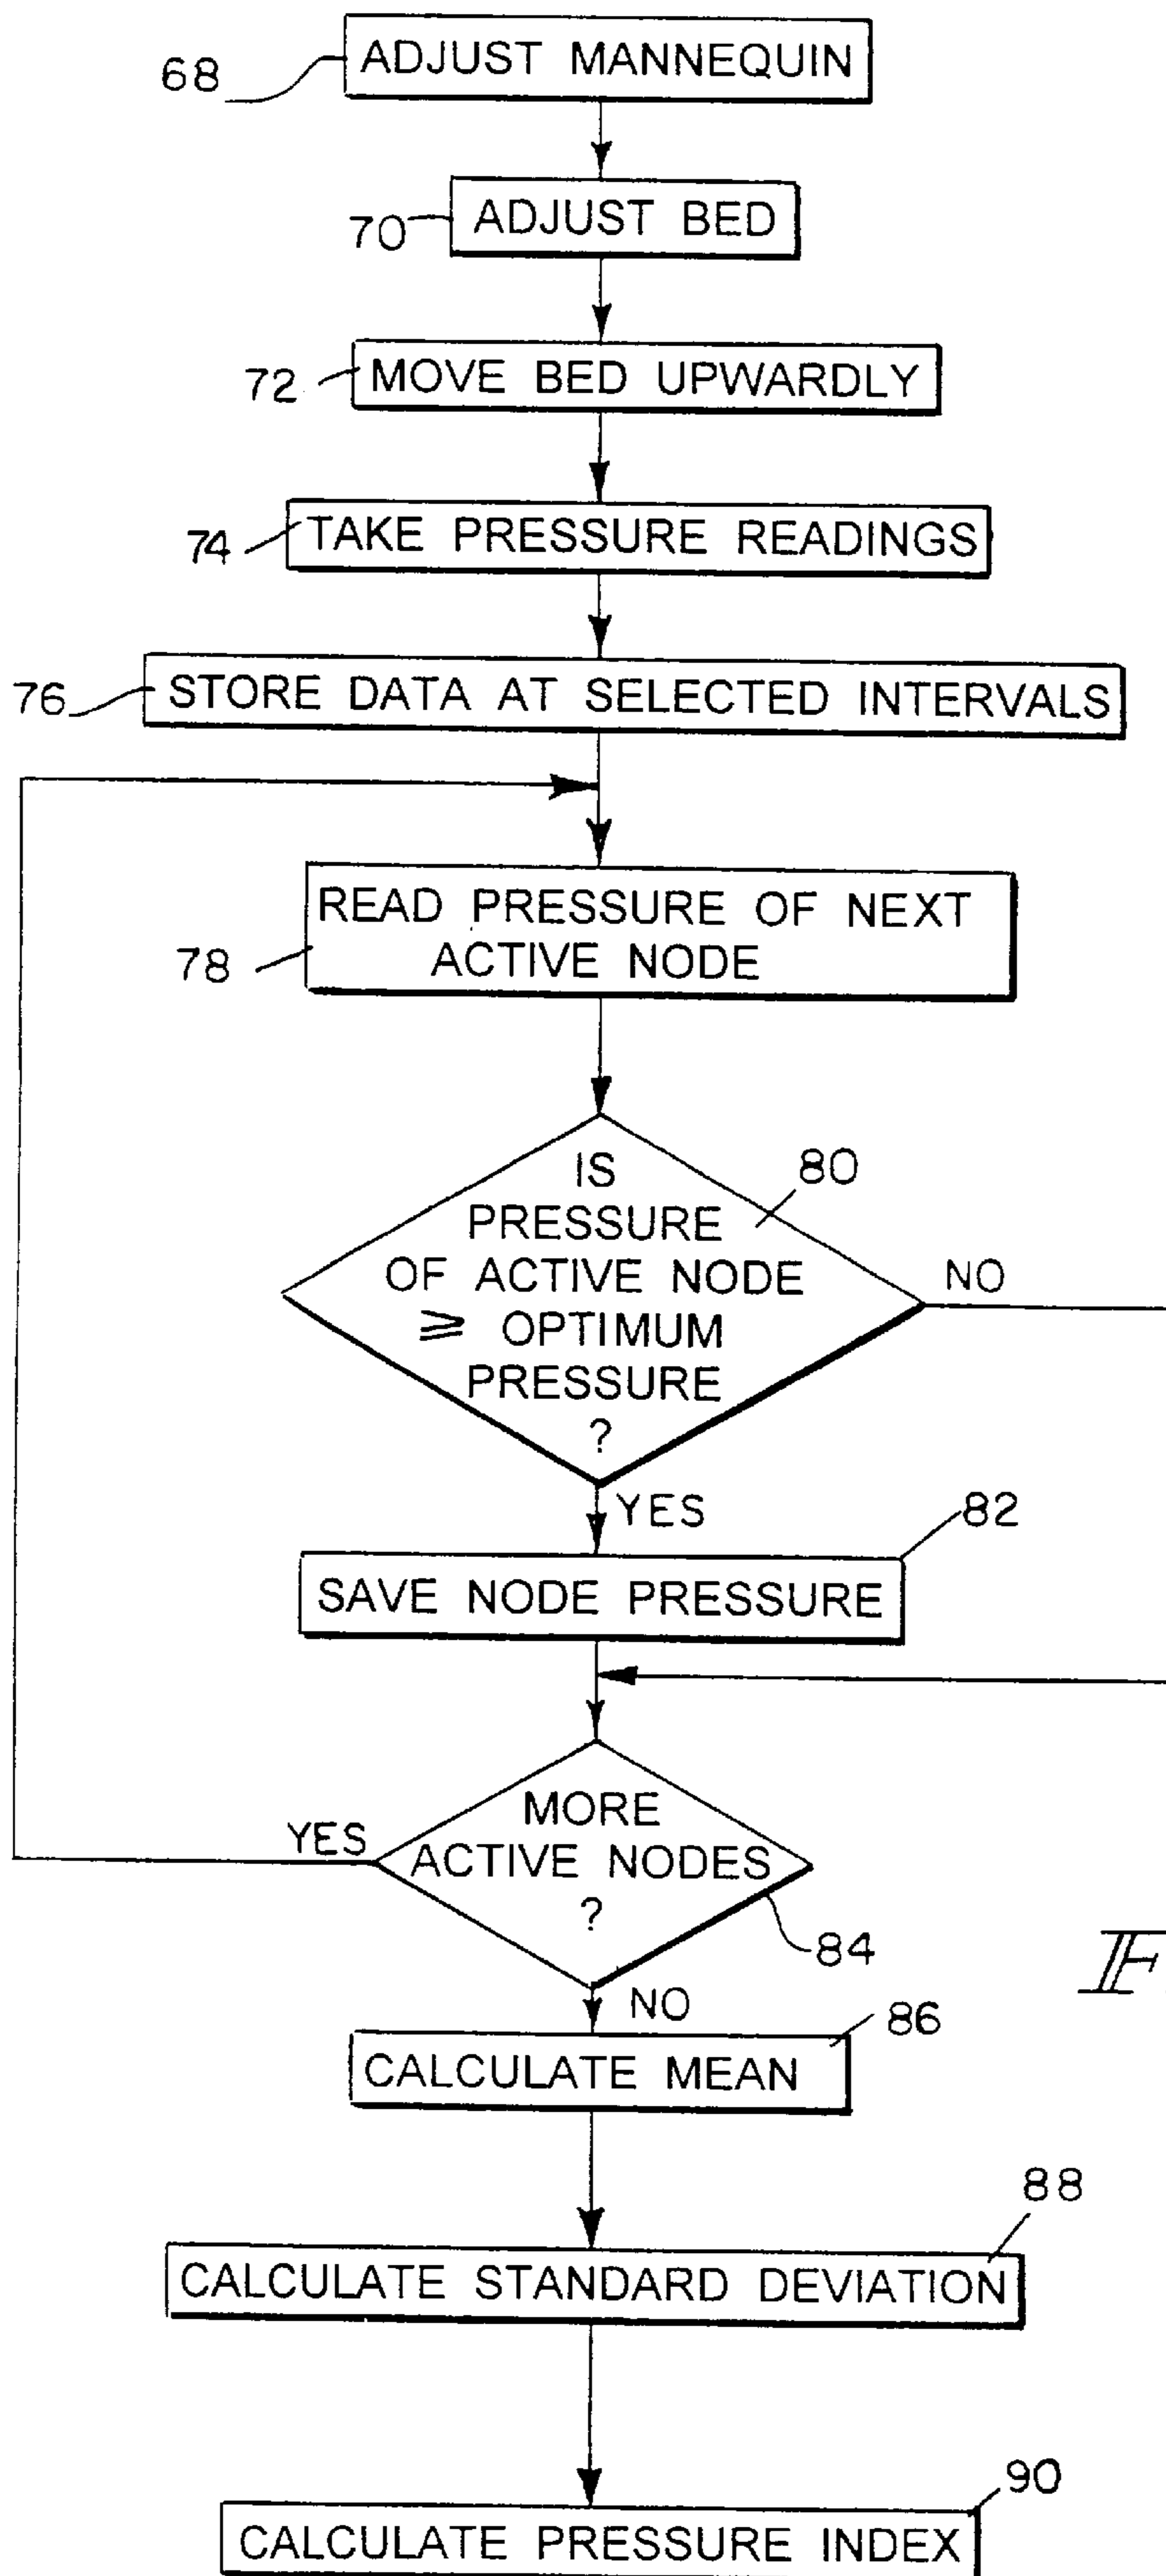 ADJUST MANNEQUIN
68
ADJUST BED
70
MOVE BED UPWARDLY
72
TAKE PRESSURE READINGS
74
STORE DATA AT SELECTED INTERVALS
76
READ PRESSURE OF NEXT
ACTIVE NODE
78
IS
PRESSURE
OF ACTIVE NODE
≥ OPTIMUM
PRESSURE
?
80
NO
YES
82
SAVE NODE PRESSURE
MORE
ACTIVE NODES
?
YES
84
NO
86
CALCULATE MEAN
88
CALCULATE STANDARD DEVIATION
90
CALCULATE PRESSURE INDEX